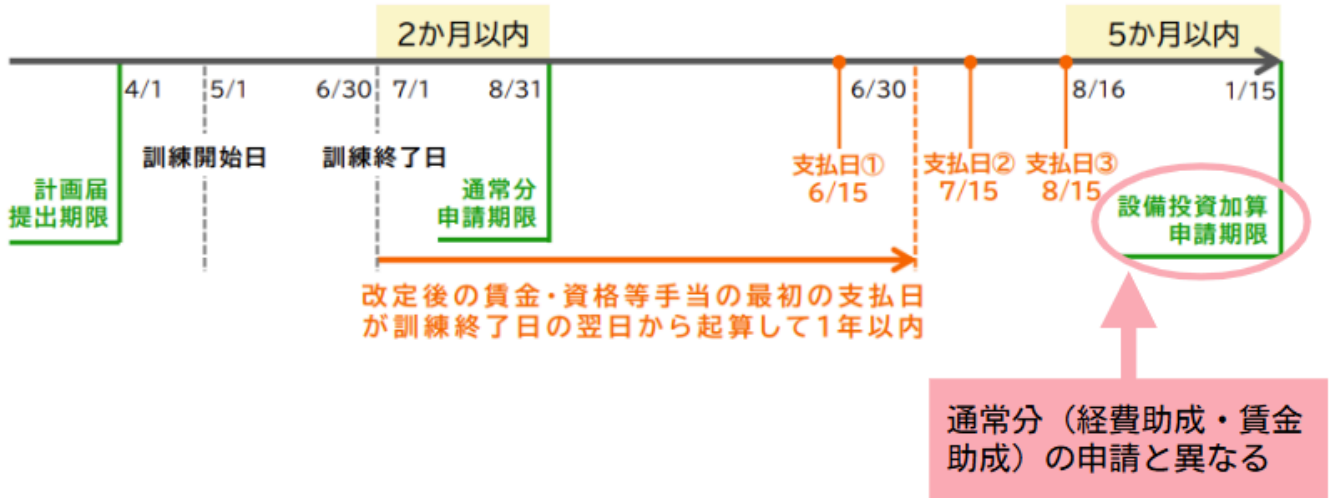 2か月以内
5か月以内
4/1
5/1
6/30
7/1
8/31
6/30
8/16
1/15
訓練開始日
訓練終了日
計画届
提出期限
通常分
申請期限
支払日①
6/15
支払日②
7/15
支払日③
8/15
設備投資加算
申請期限
改定後の賃金・資格等手当の最初の支払日
が訓練終了日の翌日から起算して1年以内
通常分（経費助成・賃金
助成）の申請と異なる